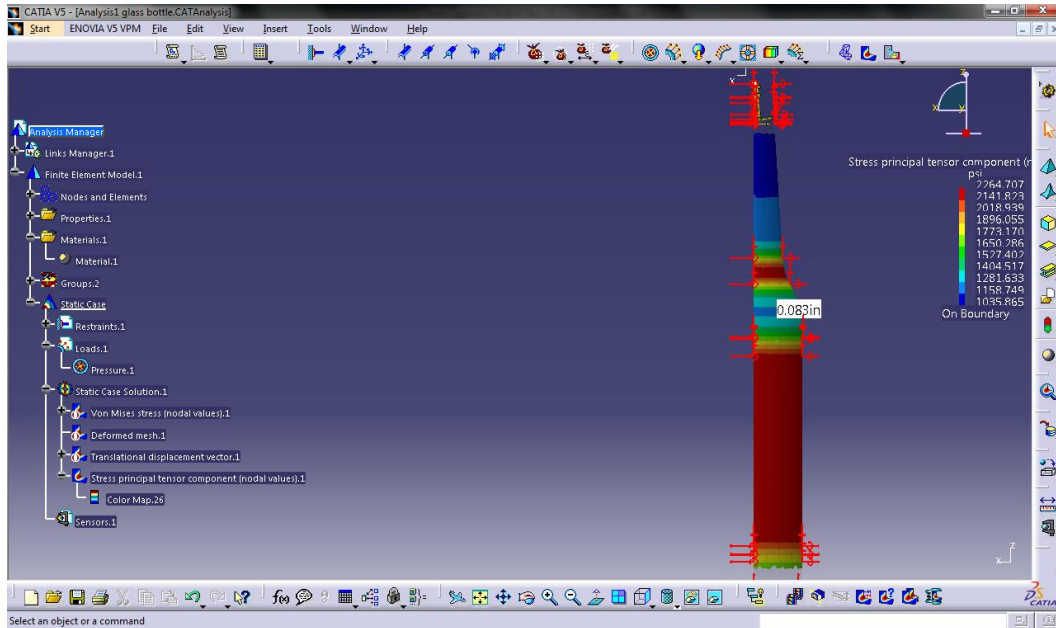 CATIA V5 - [Analysis1 glass bottle.CATAnalysis]
Start ENOVIA V5 VPM File Edit View Insert Tools Window Help
Analysis Manager
Links Manager.1
Finite Element Model.1
Nodes and Elements
Properties.1
Materials.1
Material.1
Groups.2
Static Case
Restraints.1
Loads.1
Pressure.1
Static Case Solution.1
Von Mises stress (nodal values).1
Deformed mesh.1
Translational displacement vector.1
Stress principal tensor component (nodal values).1
Color Map.26
Sensors.1
x
0.083in
z
x y
Stress principal tensor component (n
psi
2264.707
2141.823
2018.939
1896.055
1773.170
1650.286
1527.402
1404.517
1281.633
1158.749
1035.865
On Boundary
z
x
f(x)
DS
CATIA
Select an object or a command